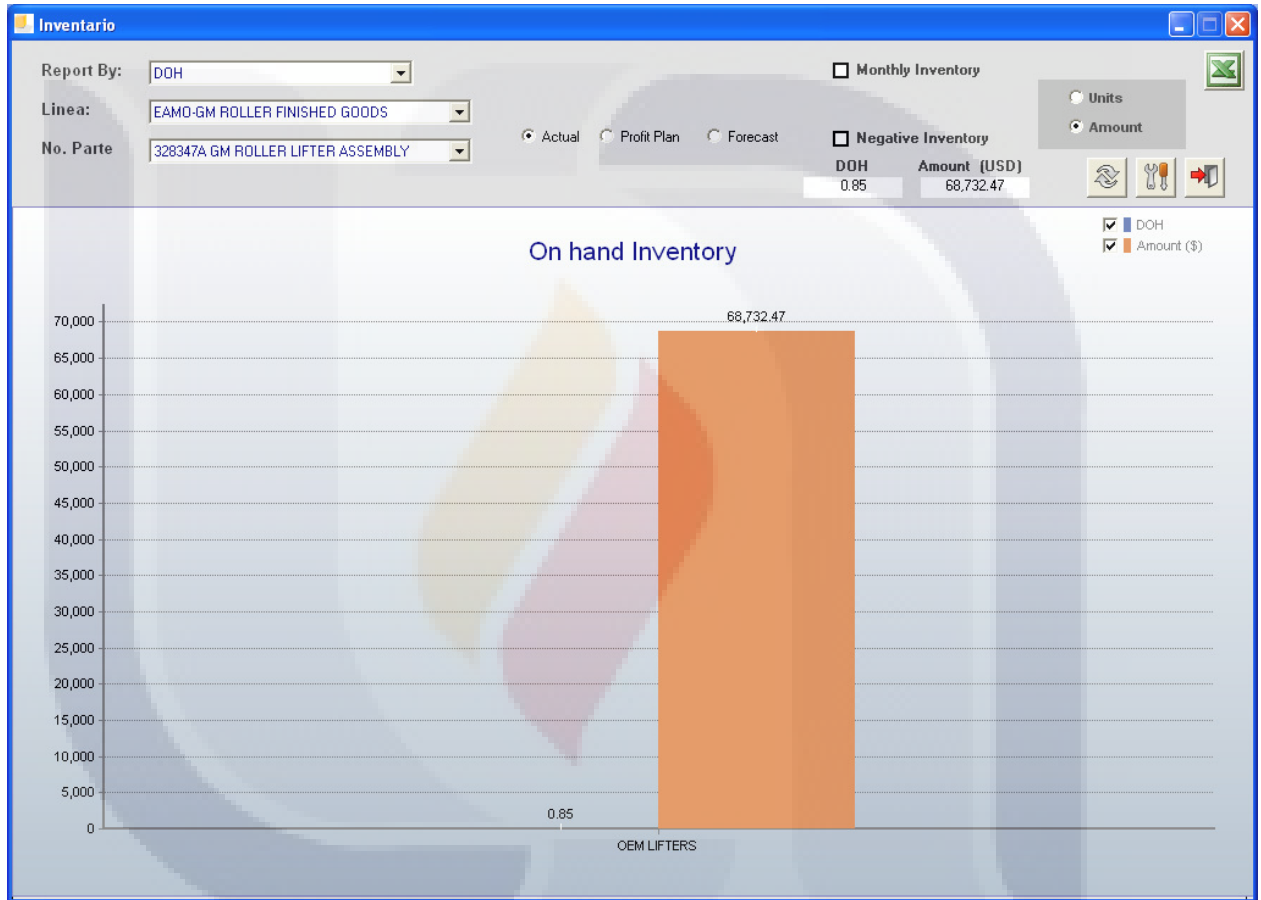 Inventario
Report By: DOH
Monthly Inventory
Linea: EAMO-GM ROLLER FINISHED GOODS
Units
No. Parte 328347A GM ROLLER LIFTER ASSEMBLY
Actual Profit Plan Forecast
Negative Inventory
Amount
DOH Amount (USD)
0.85 68,732.47
DOH
Amount ($)
On hand Inventory
68,732.47
70,000
65,000
60,000
55,000
50,000
45,000
40,000
35,000
30,000
25,000
20,000
15,000
10,000
5,000
0
0.85
OEM LIFTERS